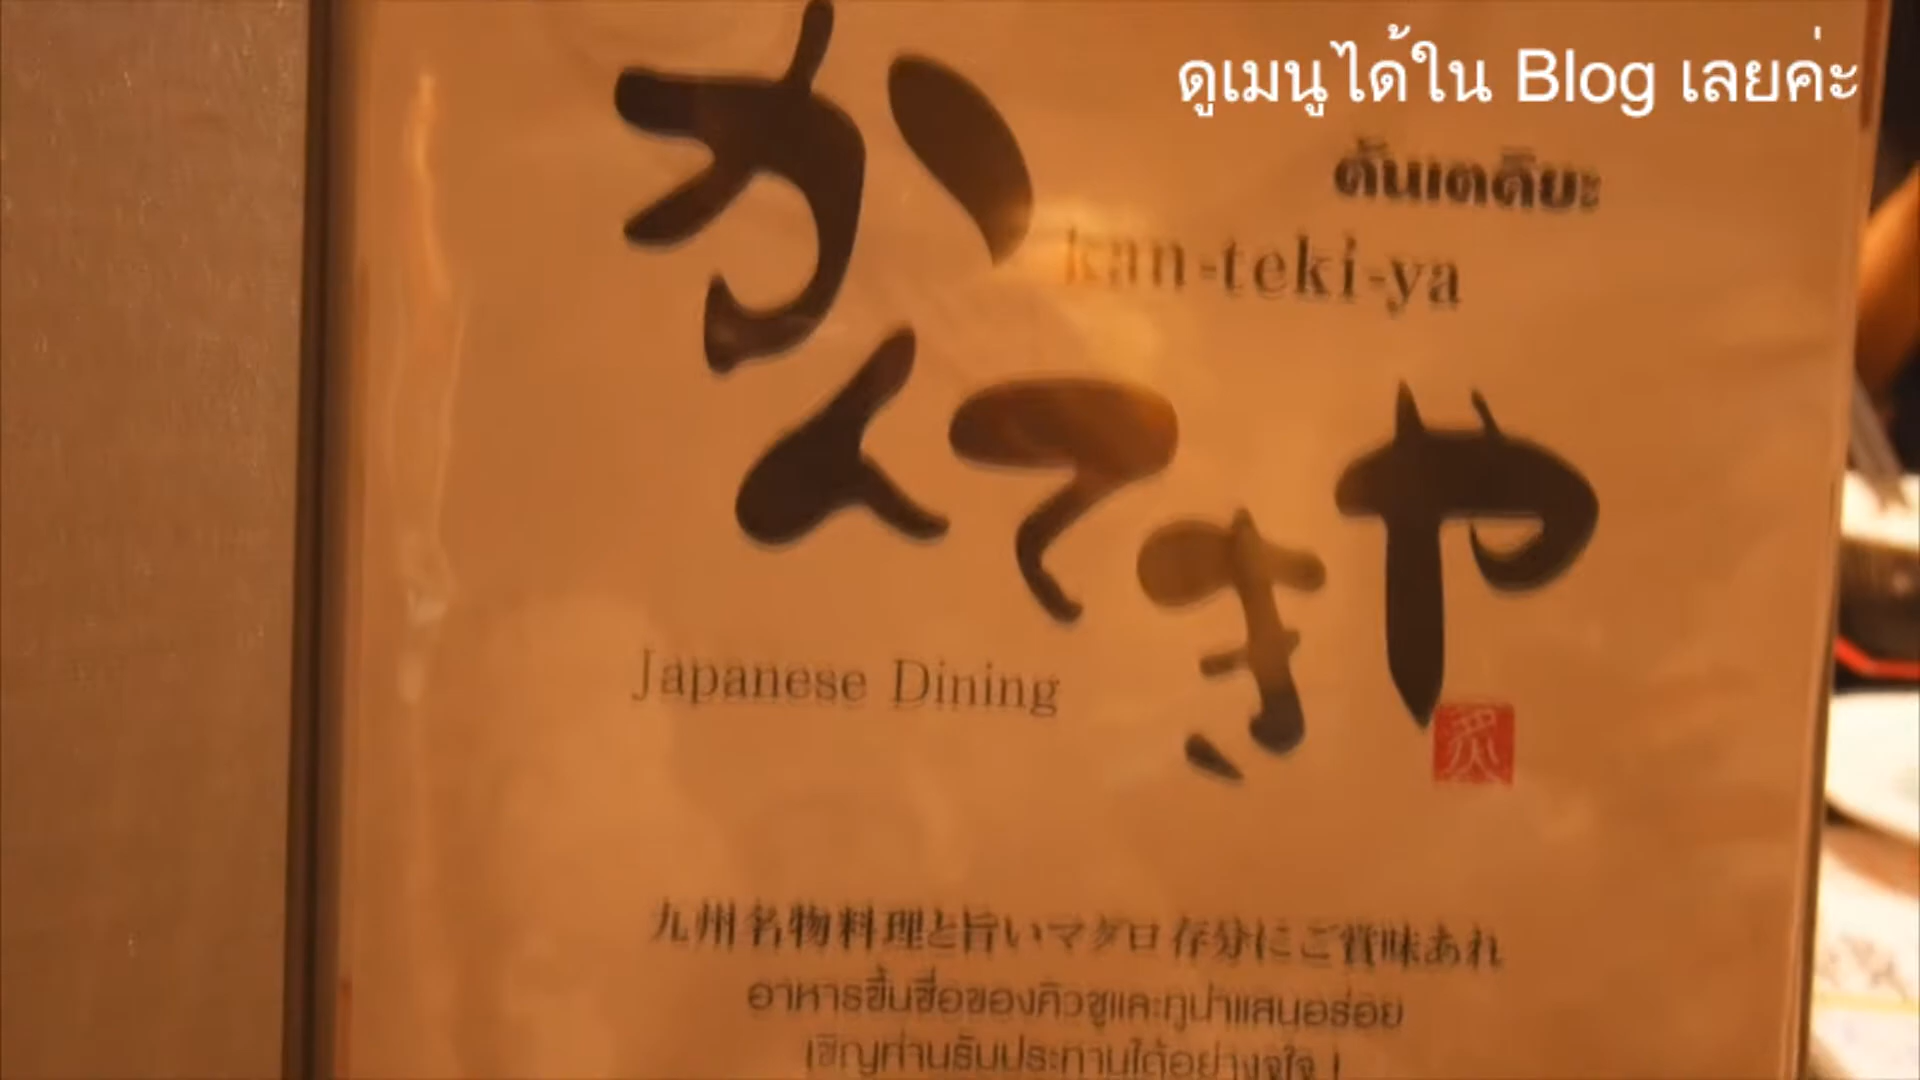 ดูเมนูได้ใน Blog เลยค่ะ
คันเตคิยะ
kan-teki-ya
かんてきや
Japanese Dining
炙
九州名物料理と旨いマグロ存分にご賞味あれ
อาหารขึ้นชื่อของคิวชูและทูน่าแสนอร่อย
เชิญท่านรับประทานได้อย่างจุใจ !